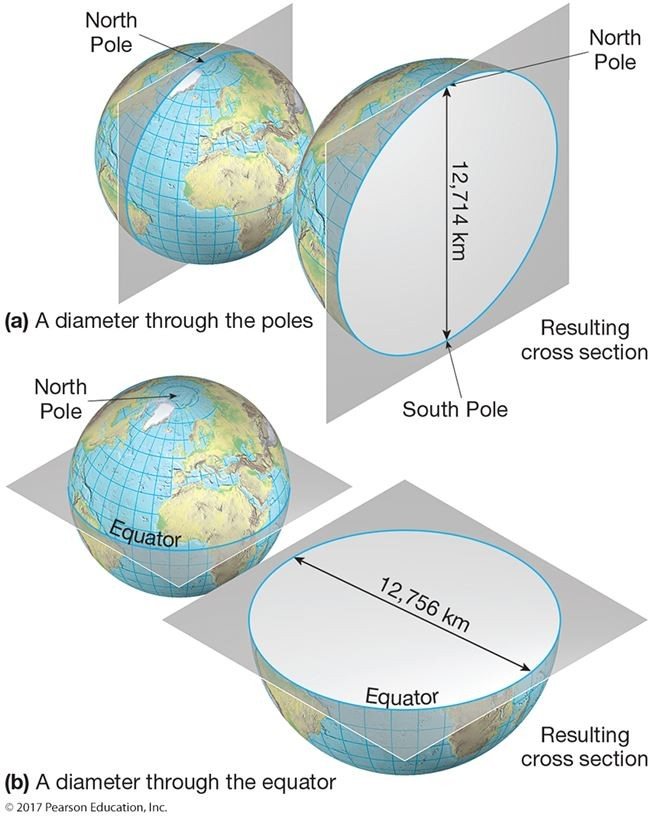 North
Pole
North
Pole
12,714 km
(a) A diameter through the poles
Resulting
cross section
South Pole
North
Pole
Equator
12,756 km
Equator
Resulting
cross section
(b) A diameter through the equator
© 2017 Pearson Education, Inc.